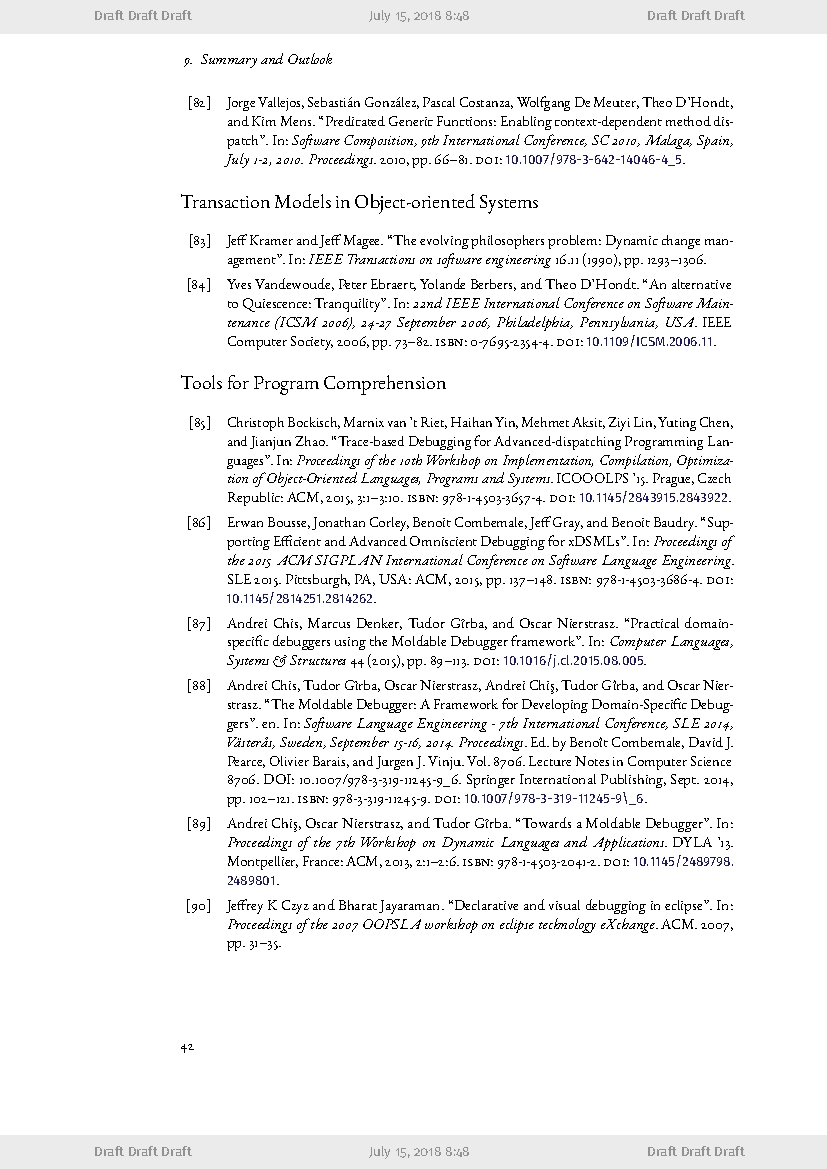 Draft Draft Draft July 15, 2018 8:48 Draft Draft Draft
9. Summary and Outlook
[82] Jorge Vallejos, Sebastián González, Pascal Costanza, Wolfgang De Meuter, Theo D’Hondt,
and Kim Mens. “Predicated Generic Functions: Enabling context-dependent method dis-
patch”. In: Software Composition, 9th International Conference, SC 2010, Malaga, Spain,
July 1-2, 2010. Proceedings. 2010, pp. 66–81. DOI: 10.1007/978-3-642-14046-4_5.
Transaction Models in Object-oriented Systems
[83] Jeff Kramer and Jeff Magee. “The evolving philosophers problem: Dynamic change man-
agement”. In: IEEE Transactions on software engineering 16.11 (1990), pp. 1293–1306.
[84] Yves Vandewoude, Peter Ebraert, Yolande Berbers, and Theo D’Hondt. “An alternative
to Quiescence: Tranquility”. In: 22nd IEEE International Conference on Software Main-
tenance (ICSM 2006), 24-27 September 2006, Philadelphia, Pennsylvania, USA. IEEE
Computer Society, 2006, pp. 73–82. ISBN: 0-7695-2354-4. DOI: 10.1109/ICSM.2006.11.
Tools for Program Comprehension
[85] Christoph Bockisch, Marnix van ’t Riet, Haihan Yin, Mehmet Aksit, Ziyi Lin, Yuting Chen,
and Jianjun Zhao. “Trace-based Debugging for Advanced-dispatching Programming Lan-
guages”. In: Proceedings of the 10th Workshop on Implementation, Compilation, Optimiza-
tion of Object-Oriented Languages, Programs and Systems. ICOOOLPS ’15. Prague, Czech
Republic: ACM, 2015, 3:1–3:10. ISBN: 978-1-4503-3657-4. DOI: 10.1145/2843915.2843922.
[86] Erwan Bousse, Jonathan Corley, Benoit Combemale, Jeff Gray, and Benoit Baudry. “Sup-
porting Efficient and Advanced Omniscient Debugging for xDSMLs”. In: Proceedings of
the 2015 ACM SIGPLAN International Conference on Software Language Engineering.
SLE 2015. Pittsburgh, PA, USA: ACM, 2015, pp. 137–148. ISBN: 978-1-4503-3686-4. DOI:
10.1145/2814251.2814262.
[87] Andrei Chis, Marcus Denker, Tudor Gîrba, and Oscar Nierstrasz. “Practical domain-
specific debuggers using the Moldable Debugger framework”. In: Computer Languages,
Systems & Structures 44 (2015), pp. 89–113. DOI: 10.1016/j.cl.2015.08.005.
[88] Andrei Chis, Tudor Gîrba, Oscar Nierstrasz, Andrei Chiş, Tudor Gîrba, and Oscar Nier-
strasz. “The Moldable Debugger: A Framework for Developing Domain-Specific Debug-
gers”. en. In: Software Language Engineering - 7th International Conference, SLE 2014,
Västerås, Sweden, September 15-16, 2014. Proceedings. Ed. by Benoît Combemale, David J.
Pearce, Olivier Barais, and Jurgen J. Vinju. Vol. 8706. Lecture Notes in Computer Science
8706. DOI: 10.1007/978-3-319-11245-9_6. Springer International Publishing, Sept. 2014,
pp. 102–121. ISBN: 978-3-319-11245-9. DOI: 10.1007/978-3-319-11245-9\_6.
[89] Andrei Chiş, Oscar Nierstrasz, and Tudor Gîrba. “Towards a Moldable Debugger”. In:
Proceedings of the 7th Workshop on Dynamic Languages and Applications. DYLA ’13.
Montpellier, France: ACM, 2013, 2:1–2:6. ISBN: 978-1-4503-2041-2. DOI: 10.1145/2489798.
2489801.
[90] Jeffrey K Czyz and Bharat Jayaraman. “Declarative and visual debugging in eclipse”. In:
Proceedings of the 2007 OOPSLA workshop on eclipse technology eXchange. ACM. 2007,
pp. 31–35.
42
Draft Draft Draft July 15, 2018 8:48 Draft Draft Draft